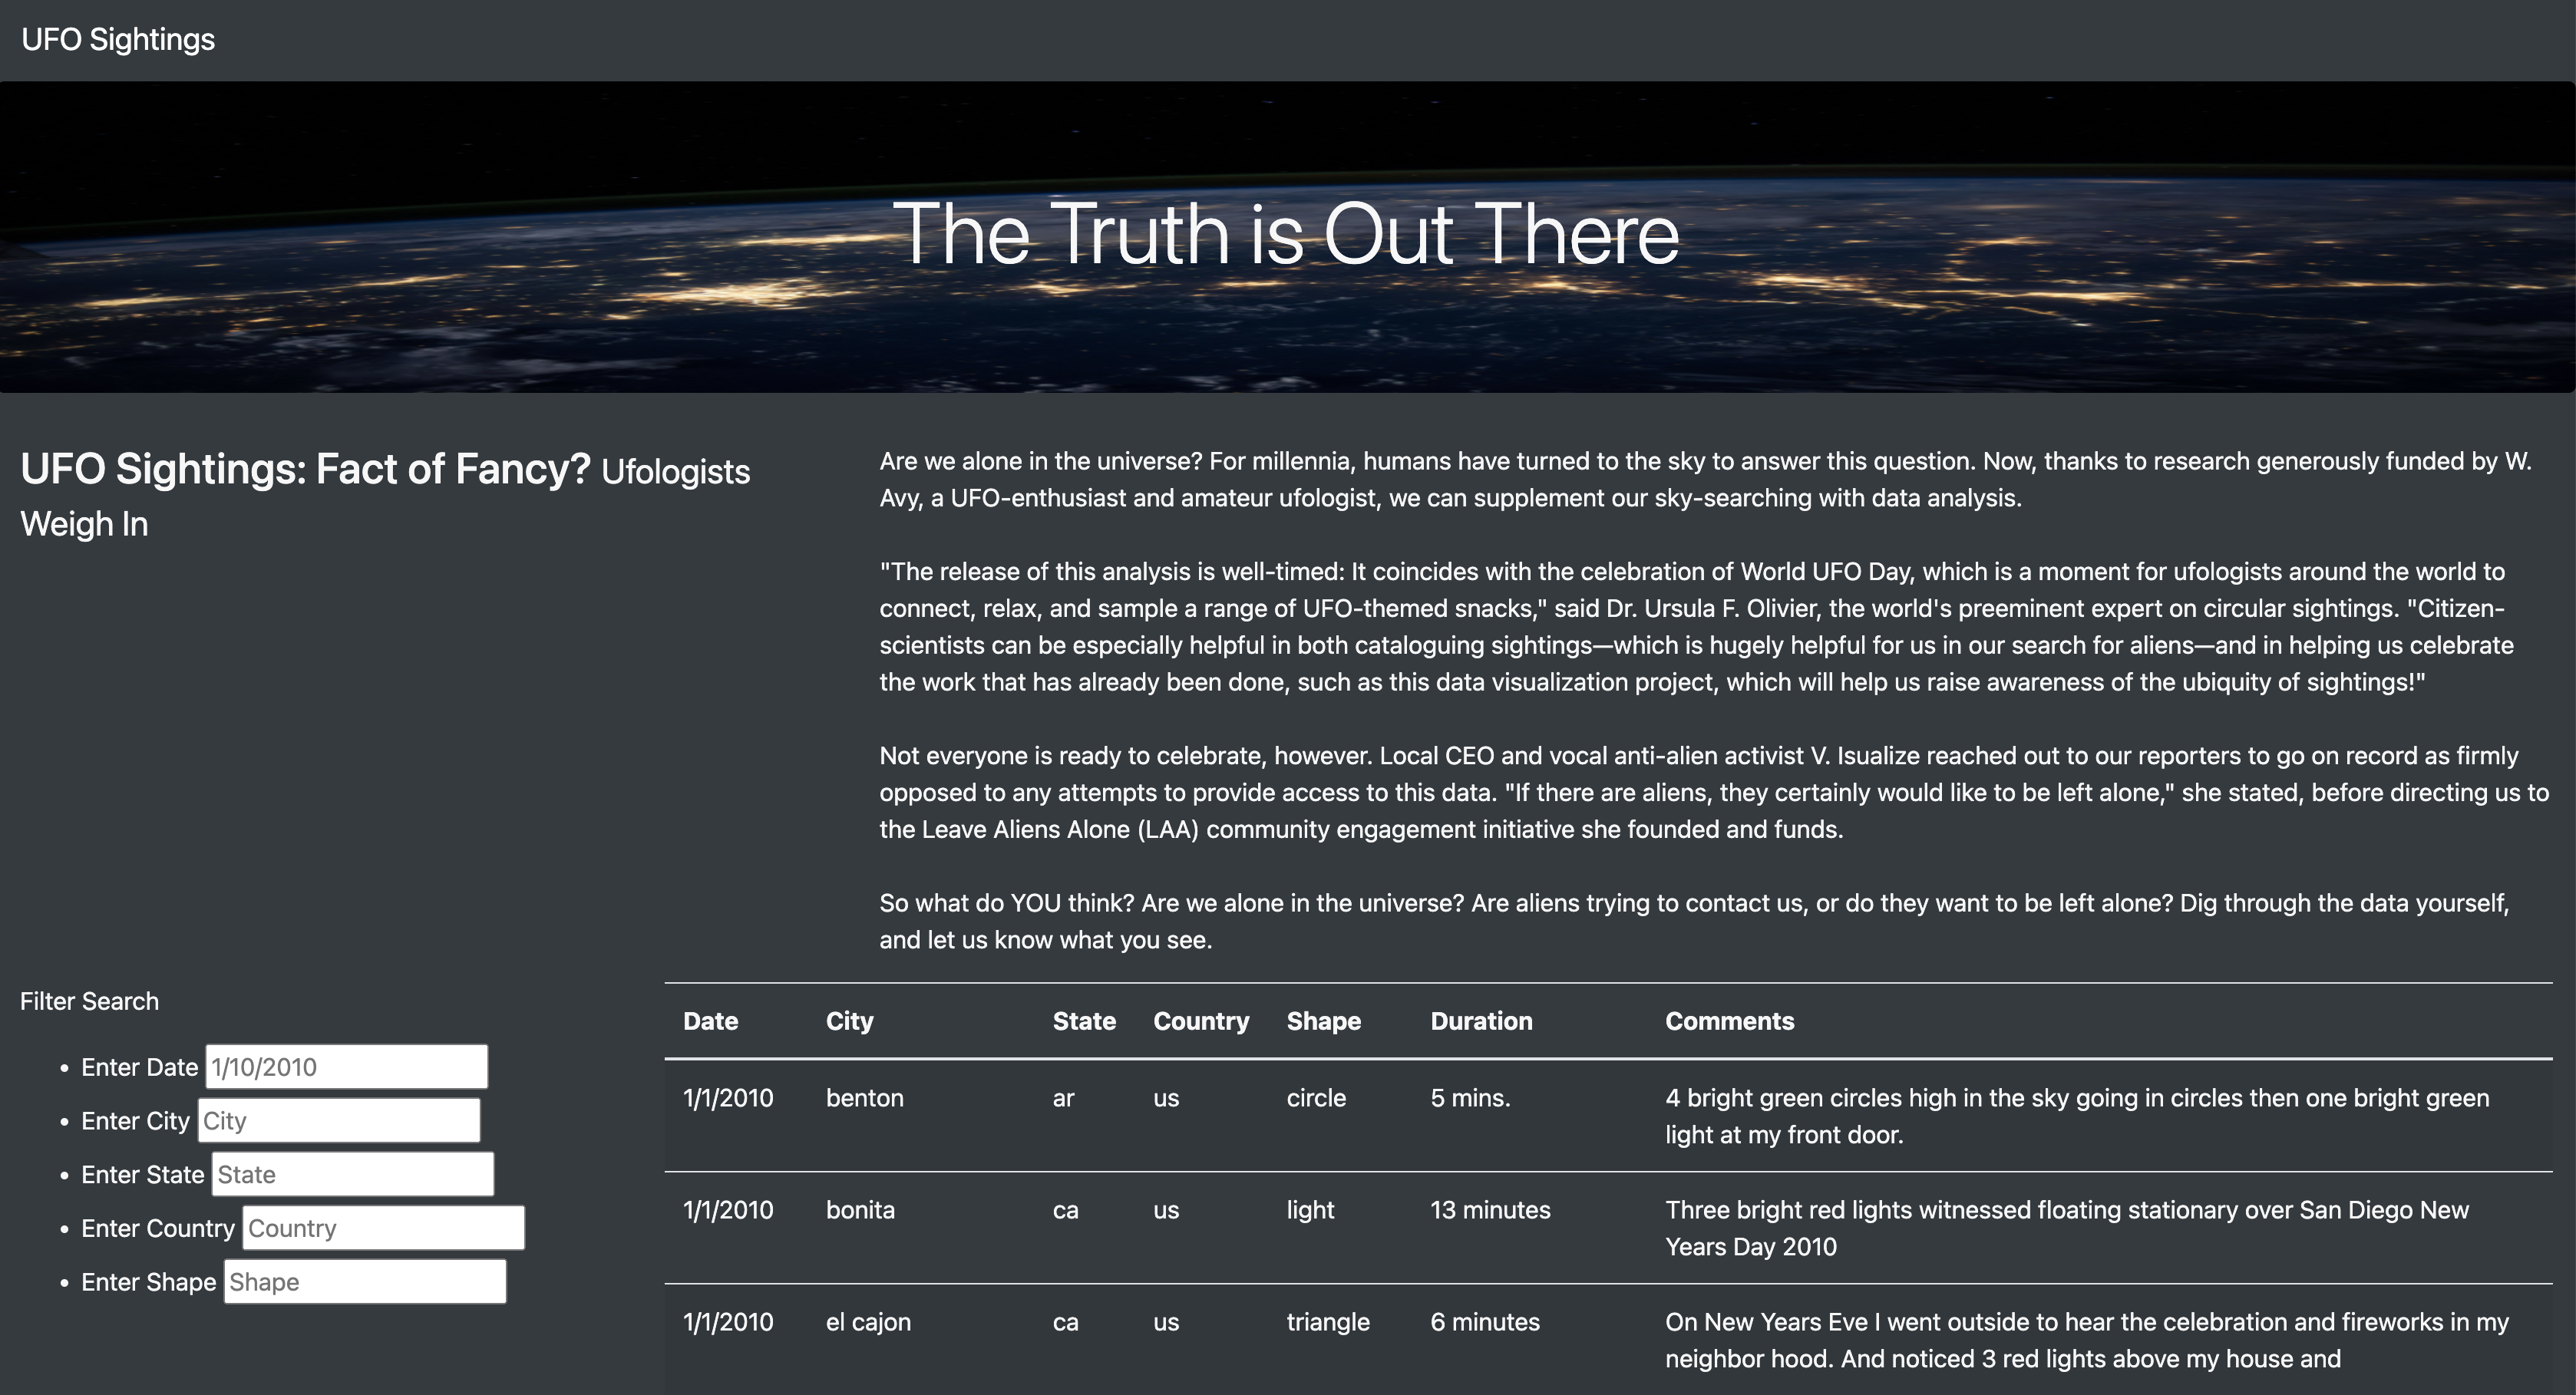 UFO Sightings
The Truth is Out There
UFO Sightings: Fact of Fancy? Ufologists
Weigh In
Are we alone in the universe? For millennia, humans have turned to the sky to answer this question. Now, thanks to research generously funded by W.
Avy, a UFO-enthusiast and amateur ufologist, we can supplement our sky-searching with data analysis.
"The release of this analysis is well-timed: It coincides with the celebration of World UFO Day, which is a moment for ufologists around the world to
connect, relax, and sample a range of UFO-themed snacks," said Dr. Ursula F. Olivier, the world's preeminent expert on circular sightings. "Citizen-
scientists can be especially helpful in both cataloguing sightings—which is hugely helpful for us in our search for aliens—and in helping us celebrate
the work that has already been done, such as this data visualization project, which will help us raise awareness of the ubiquity of sightings!"
Not everyone is ready to celebrate, however. Local CEO and vocal anti-alien activist V. Isualize reached out to our reporters to go on record as firmly
opposed to any attempts to provide access to this data. "If there are aliens, they certainly would like to be left alone," she stated, before directing us to
the Leave Aliens Alone (LAA) community engagement initiative she founded and funds.
So what do YOU think? Are we alone in the universe? Are aliens trying to contact us, or do they want to be left alone? Dig through the data yourself,
and let us know what you see.
Filter Search
• Enter Date 1/10/2010
• Enter City City
• Enter State State
• Enter Country Country
• Enter Shape Shape
Date City State Country Shape Duration Comments
1/1/2010 benton ar us circle 5 mins. 4 bright green circles high in the sky going in circles then one bright green
light at my front door.
1/1/2010 bonita ca us light 13 minutes Three bright red lights witnessed floating stationary over San Diego New
Years Day 2010
1/1/2010 el cajon ca us triangle 6 minutes On New Years Eve I went outside to hear the celebration and fireworks in my
neighbor hood. And noticed 3 red lights above my house and